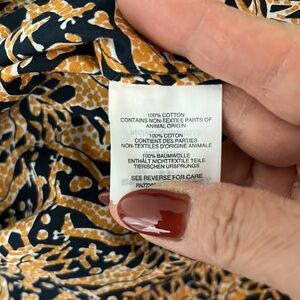 100% COTTON
CONTAINS NON-TEXTILE PARTS OF
ANIMAL ORIGIN
100% COTON
CONTIENT DES PARTIES
NON-TEXTILES D'ORIGINE ANIMALE
100% BAUMWOLLE
ENTHÄLT NICHTTEXTILE TEILE
TIERISCHEN URSPRUNGS
SEE REVERSE FOR CARE